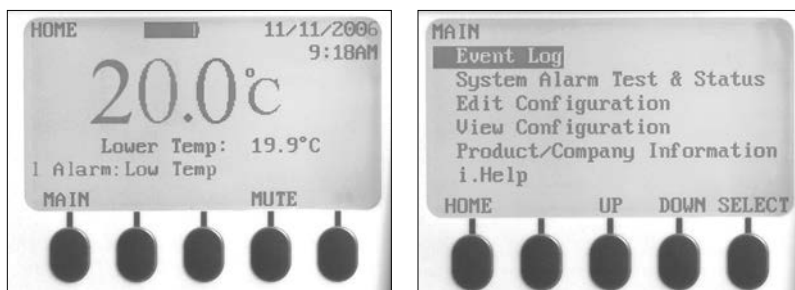 HOME 11/11/2006
9:18AM
20.0°C
Lower Temp: 19.9°C
1 Alarm:Low Temp
MAIN MUTE
MAIN
Event Log
System Alarm Test & Status
Edit Configuration
View Configuration
Product/Company Information
i.Help
HOME UP DOWN SELECT